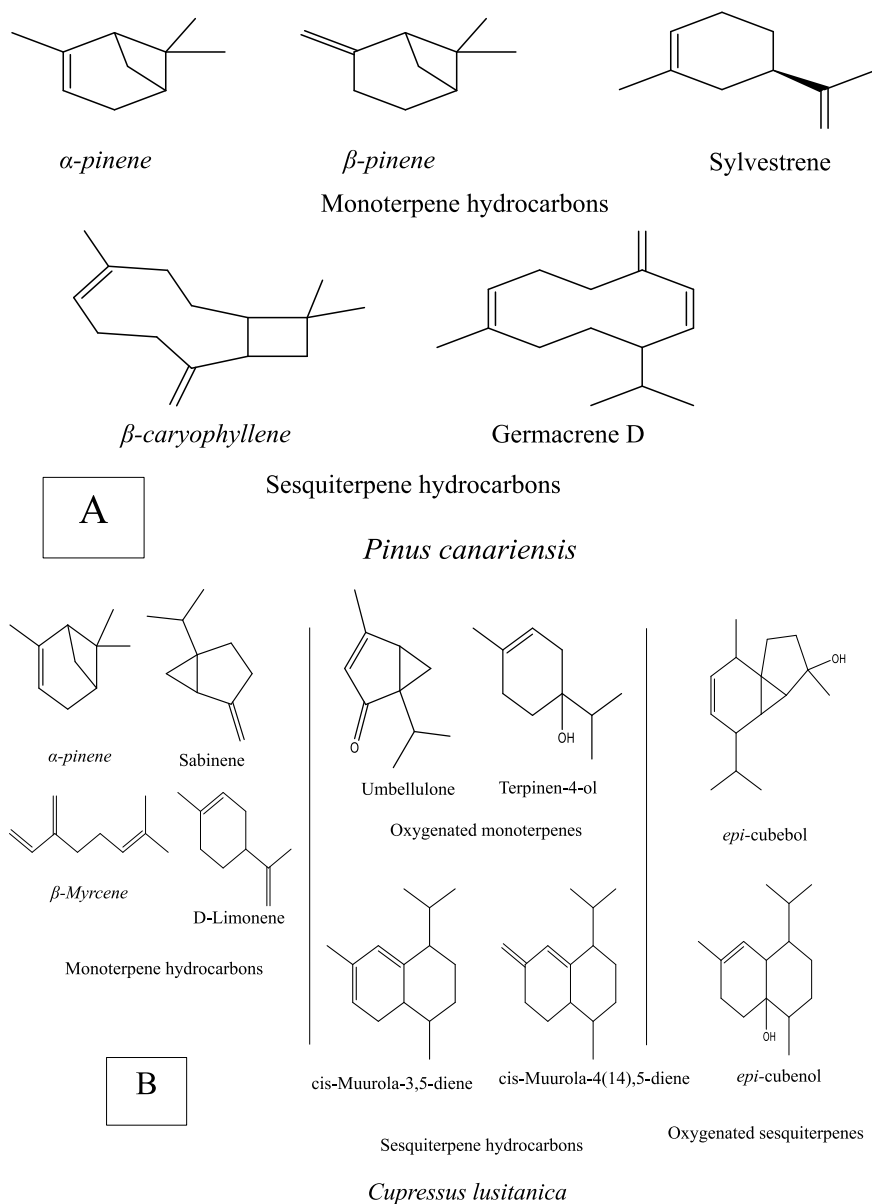 α-pinene
β-pinene
Sylvestrene
Monoterpene hydrocarbons
β-caryophyllene
Germacrene D
Sesquiterpene hydrocarbons
A
Pinus canariensis
α-pinene
Sabinene
β-Myrcene
D-Limonene
Monoterpene hydrocarbons
O
OH
Umbellulone
Terpinen-4-ol
Oxygenated monoterpenes
cis-Muurola-3,5-diene
cis-Muurola-4(14),5-diene
Sesquiterpene hydrocarbons
OH
epi-cubebol
OH
epi-cubenol
Oxygenated sesquiterpenes
B
Cupressus lusitanica